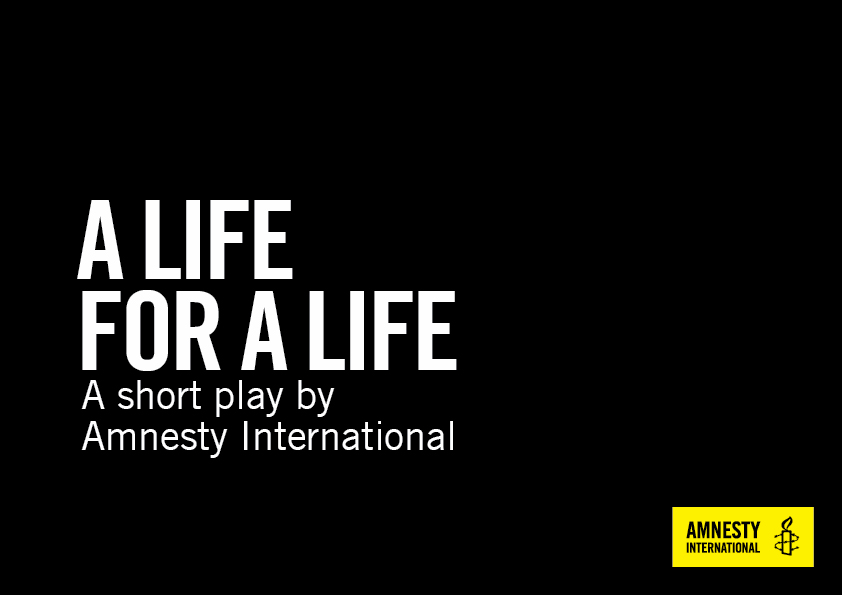 A LIFE
FOR A LIFE
A short play by
Amnesty International
AMNESTY
INTERNATIONAL